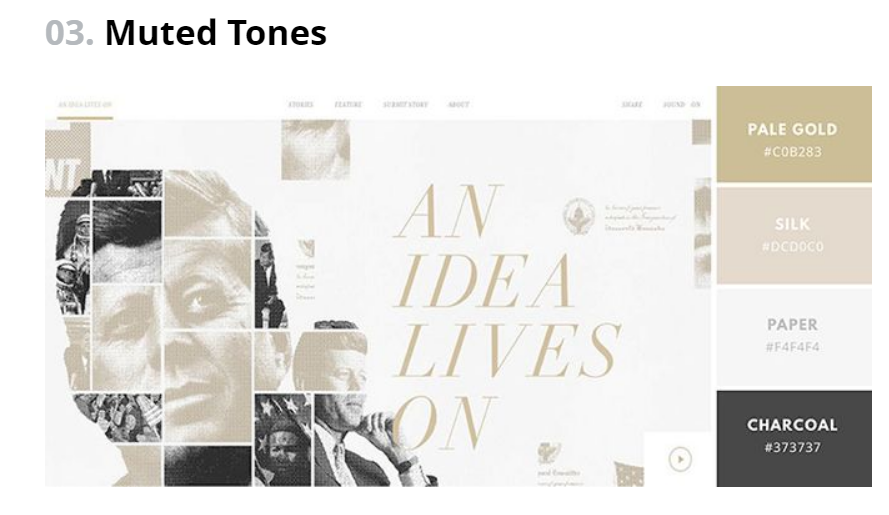 03. Muted Tones
AN IDEA LIVES ON
STORIES
FEATURE
SUBMIT STORY
ABOUT
SHARE
SOUND ON
NT
AN
IDEA
LIVES
ON
PALE GOLD
#C0B283
SILK
#DCD0C0
PAPER
#F4F4F4
CHARCOAL
#373737